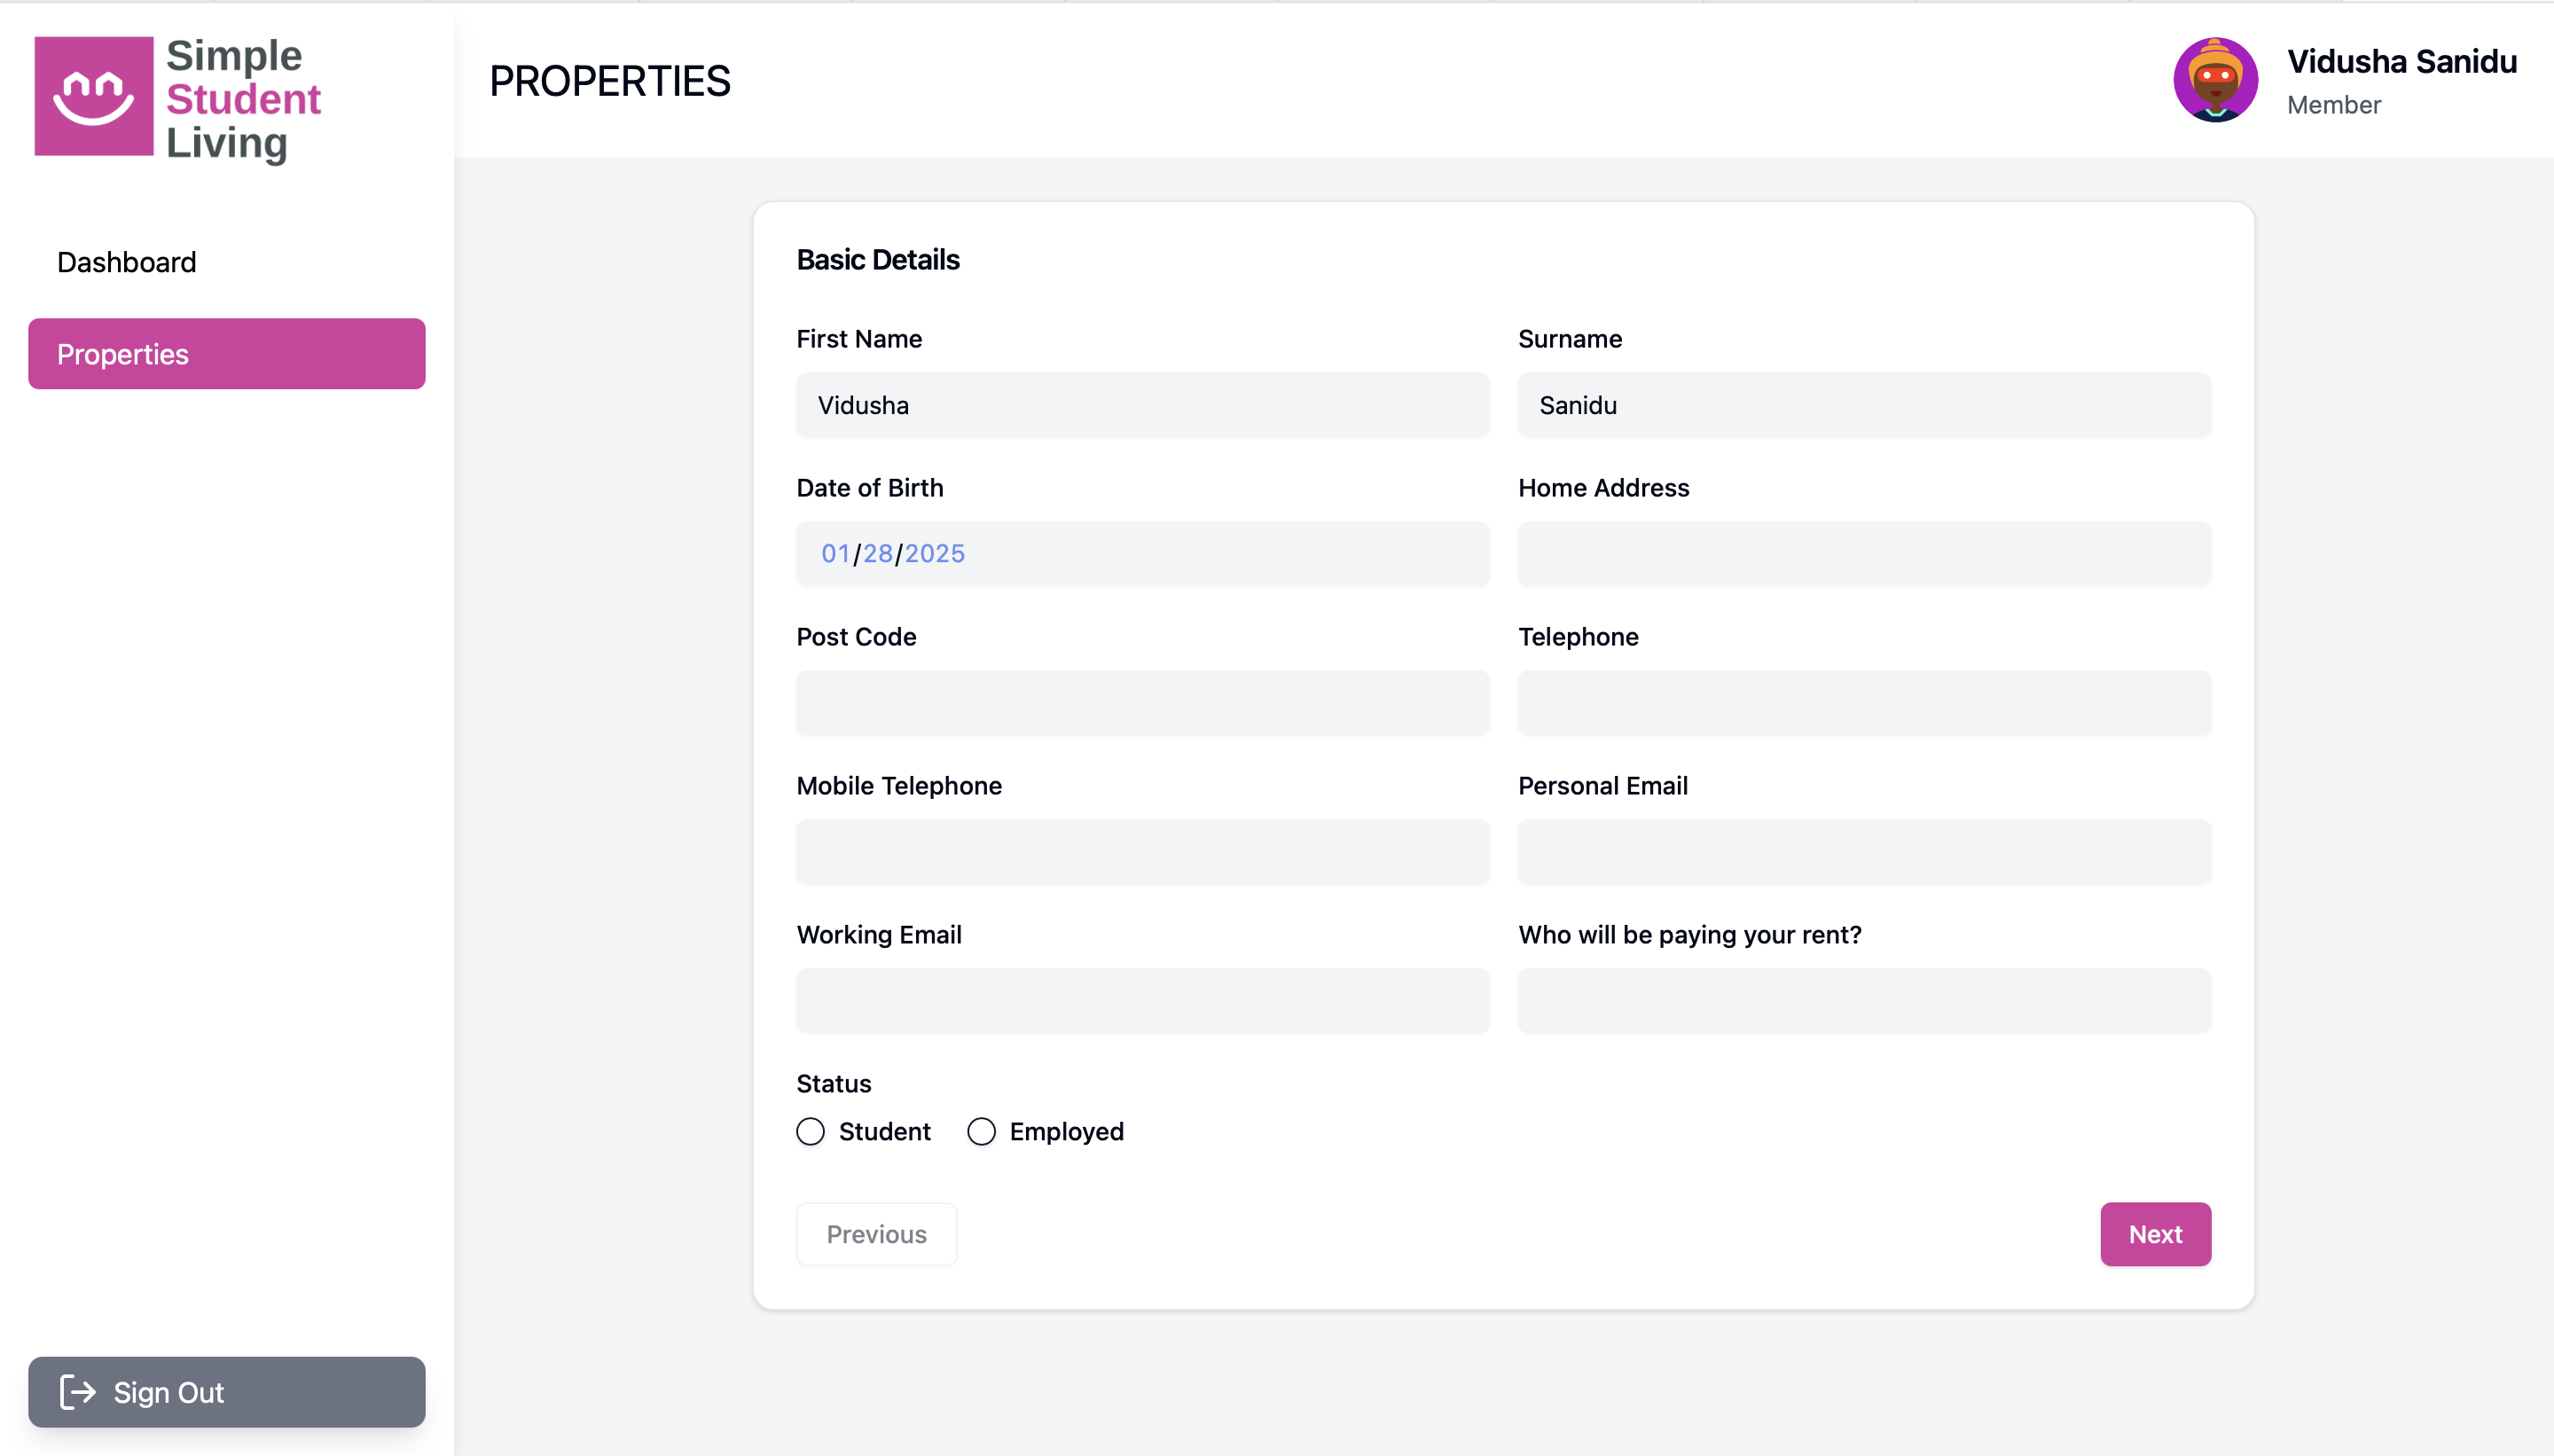 Simple
Student
Living
PROPERTIES
Vidusha Sanidu
Member
Dashboard
Properties
Basic Details
First Name
Surname
Vidusha
Sanidu
Date of Birth
Home Address
01/28/2025
Post Code
Telephone
Mobile Telephone
Personal Email
Working Email
Who will be paying your rent?
Status
Student
Employed
Previous
Next
Sign Out